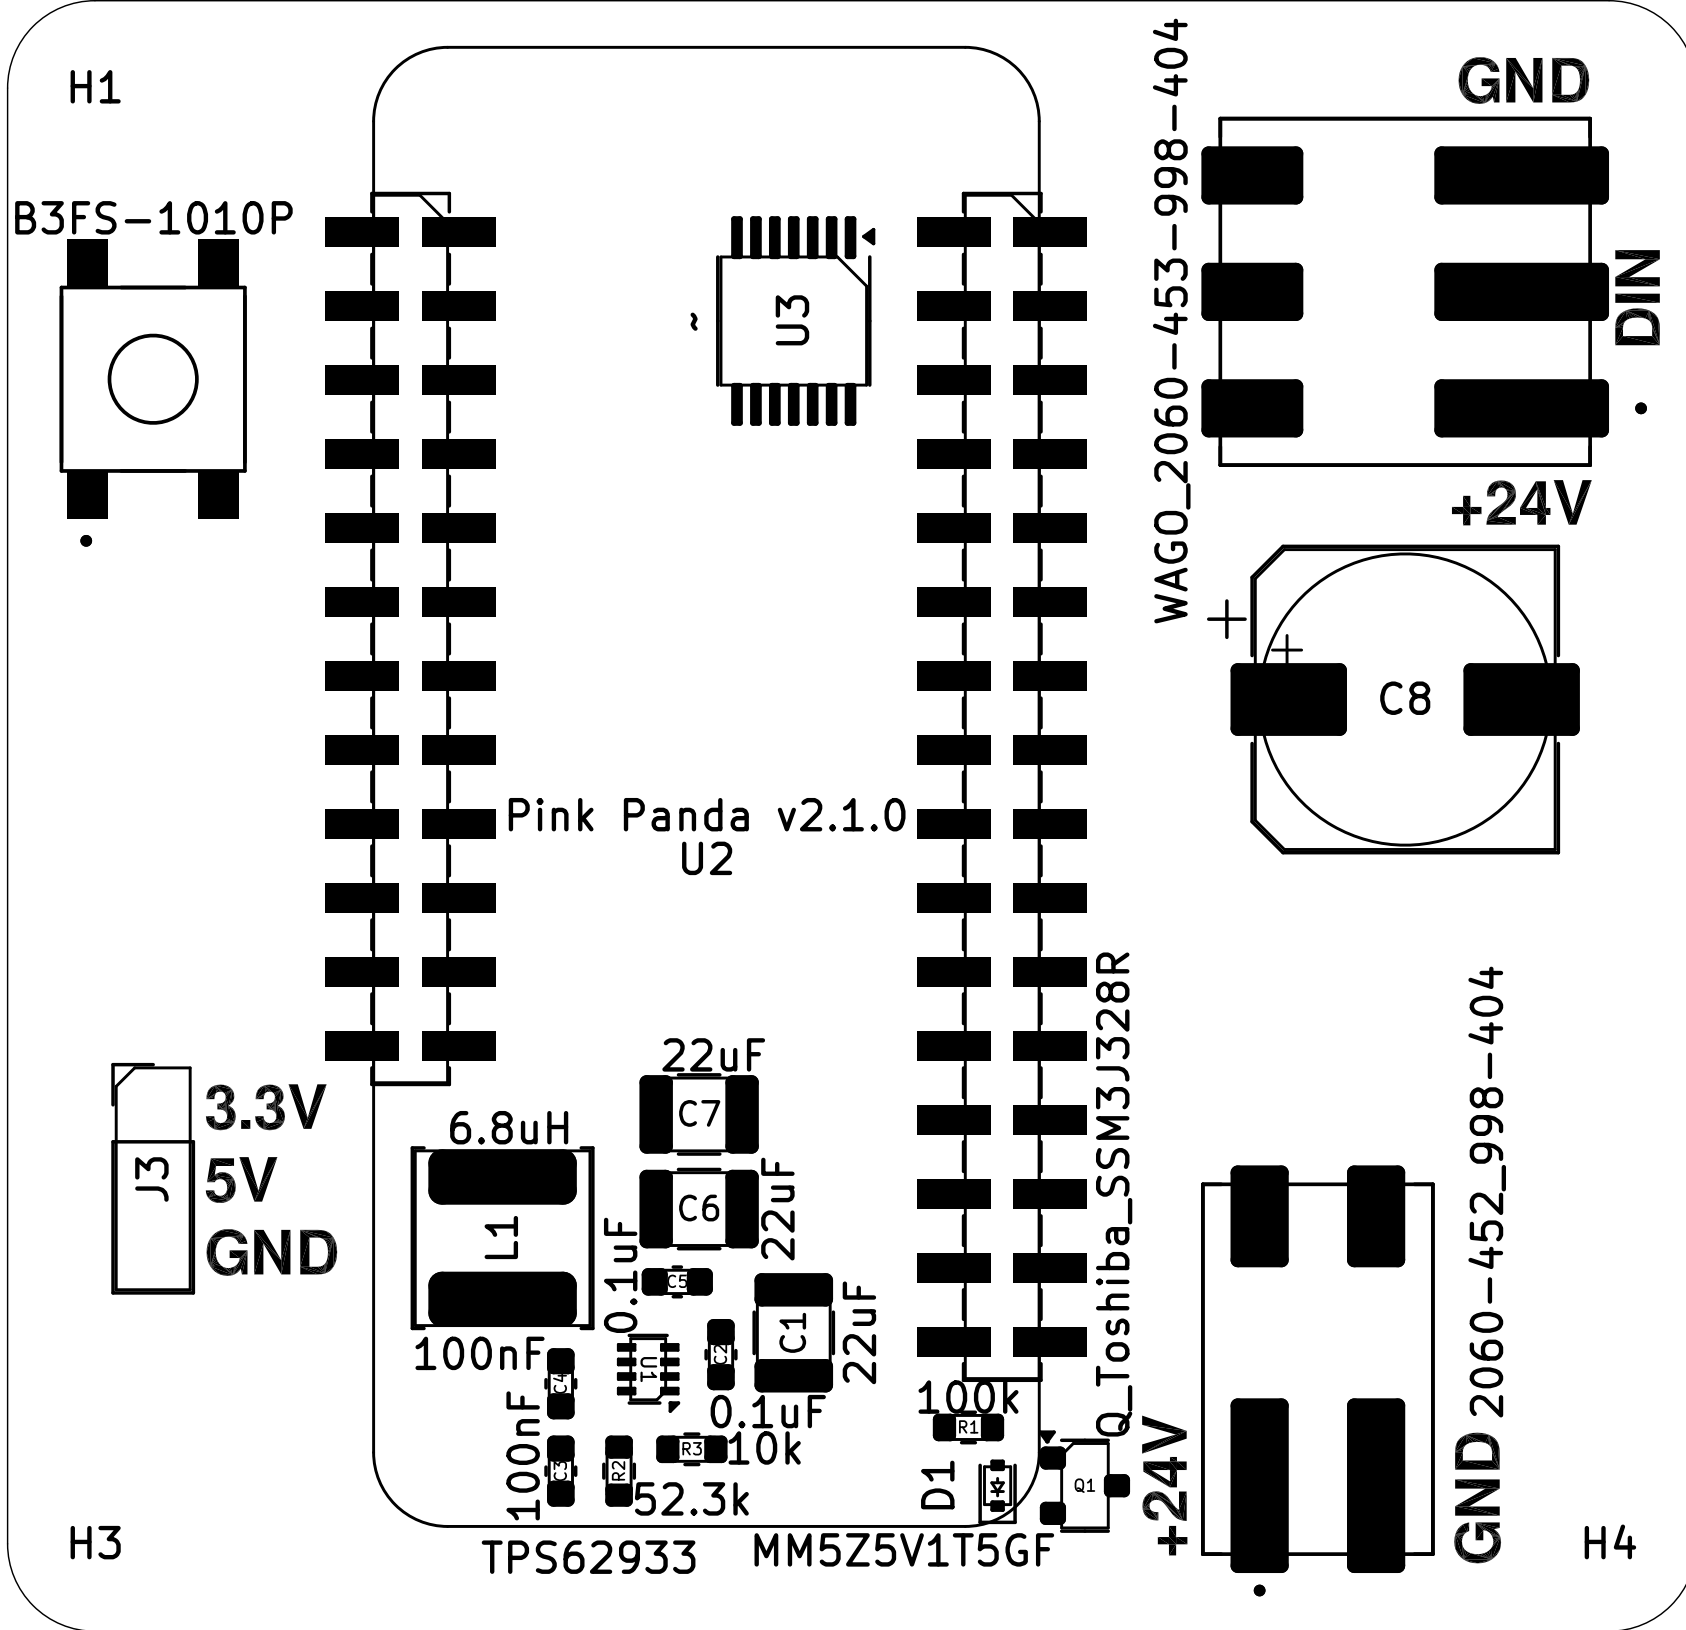 H1
GND
WAGO_2060-453-998-404
B3FS-1010P
DIN
U3
~
+24V
+
+
C8
Pink Panda v2.1.0
U2
Q_Toshiba_SSM3J328R
2060-452_998-404
22uF
C7
3.3V
6.8uH
J3
5V
22uF
C6
L1
GND
0.1uF
C5
C1
22uF
100nF
U1
C2
C4
100k
0.1uF
R1
100nF
R3
10k
C3
R2
D1
Q1
+24V
GND
52.3k
H3
TPS62933
MM5Z5V1T5GF
H4